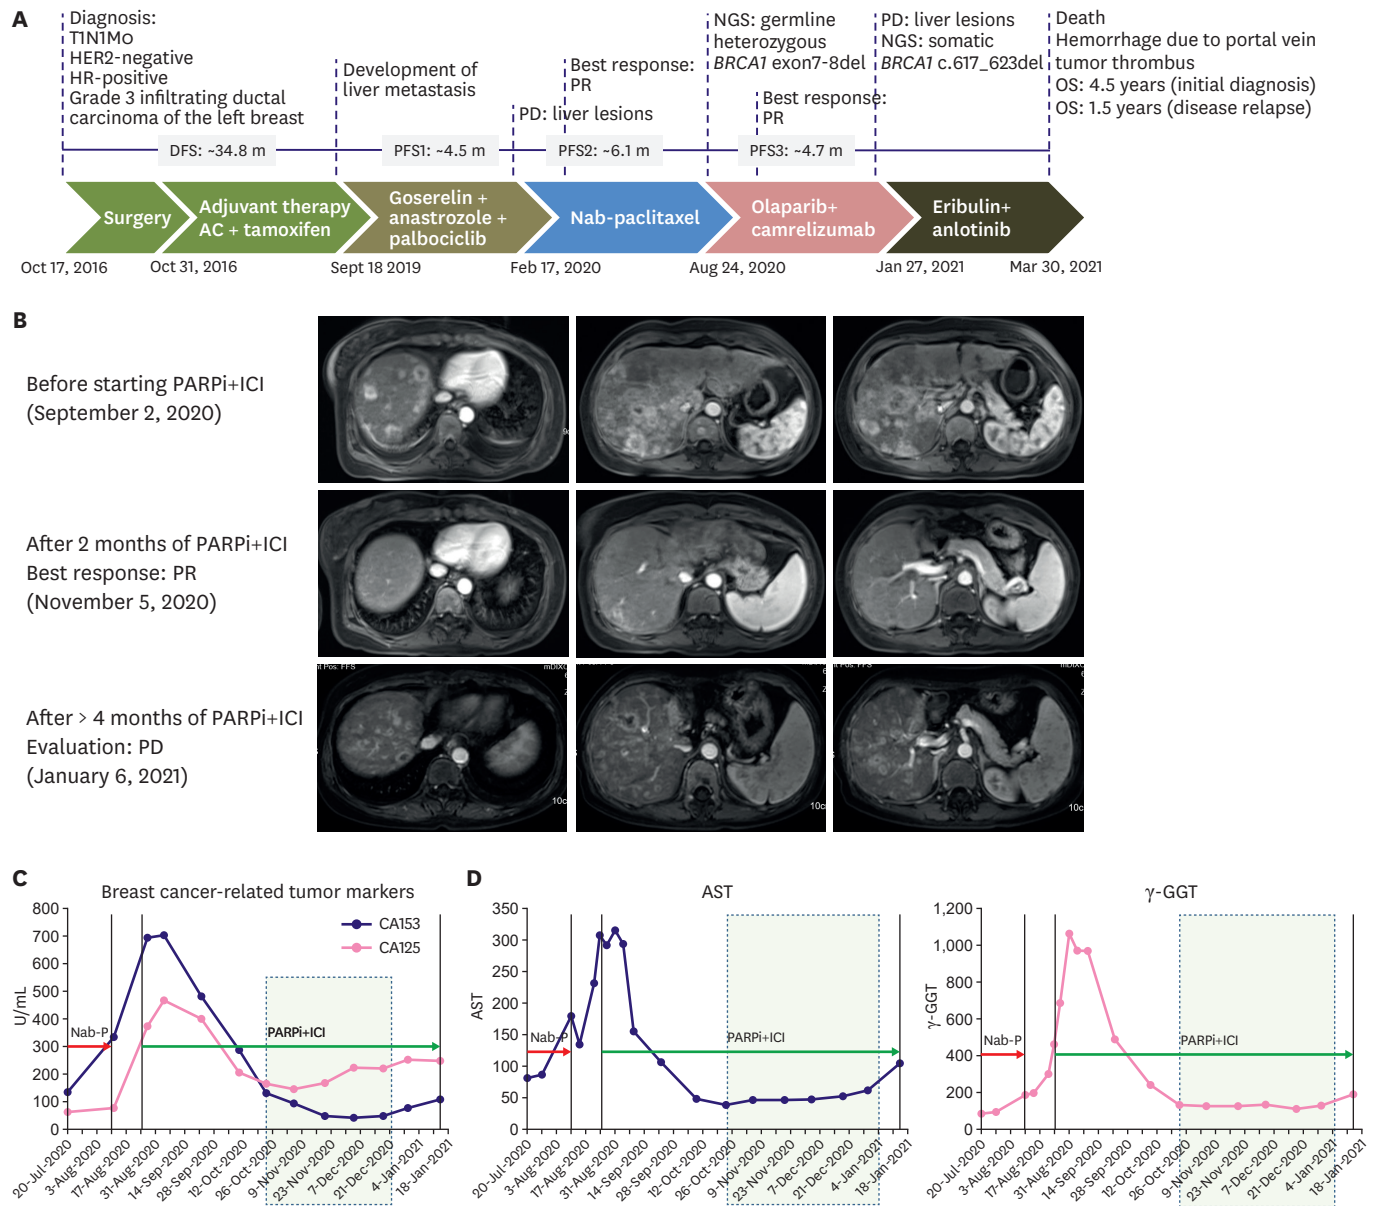 A
Diagnosis:
T1N1M0
HER2-negative
HR-positive
Grade 3 infiltrating ductal
carcinoma of the left breast
Development of
liver metastasis
PD: liver lesions
Best response:
PR
NGS: germline
heterozygous
BRCA1 exon7-8del
Best response:
PR
PD: liver lesions
NGS: somatic
BRCA1 c.617_623del
Death
Hemorrhage due to portal vein
tumor thrombus
OS: 4.5 years (initial diagnosis)
OS: 1.5 years (disease relapse)
DFS: ~34.8 m
PFS1: ~4.5 m
PFS2: ~6.1 m
PFS3: ~4.7 m
Surgery
Adjuvant therapy
AC + tamoxifen
Goserelin +
anastrozole +
palbociclib
Nab-paclitaxel
Olaparib+
camrelizumab
Eribulin+
anlotinib
Oct 17, 2016
Oct 31, 2016
Sept 18 2019
Feb 17, 2020
Aug 24, 2020
Jan 27, 2021
Mar 30, 2021
B
Before starting PARPi+ICI
(September 2, 2020)
After 2 months of PARPi+ICI
Best response: PR
(November 5, 2020)
After > 4 months of PARPi+ICI
Evaluation: PD
(January 6, 2021)
Pos: FFS
10c
10c
10c
C
Breast cancer-related tumor markers
CA153
CA125
U/mL
800
700
600
500
400
300
200
100
0
Nab-P
PARPi+ICI
20-Jul-2020
3-Aug-2020
17-Aug-2020
31-Aug-2020
14-Sep-2020
28-Sep-2020
12-Oct-2020
26-Oct-2020
9-Nov-2020
23-Nov-2020
7-Dec-2020
21-Dec-2020
4-Jan-2021
18-Jan-2021
D
AST
AST
350
300
250
200
150
100
50
0
Nab-P
PARPi+ICI
20-Jul-2020
3-Aug-2020
17-Aug-2020
31-Aug-2020
14-Sep-2020
28-Sep-2020
12-Oct-2020
26-Oct-2020
9-Nov-2020
23-Nov-2020
7-Dec-2020
21-Dec-2020
4-Jan-2021
18-Jan-2021
γ-GGT
γ-GGT
1,200
1,000
800
600
400
200
0
Nab-P
PARPi+ICI
20-Jul-2020
3-Aug-2020
17-Aug-2020
31-Aug-2020
14-Sep-2020
28-Sep-2020
12-Oct-2020
26-Oct-2020
9-Nov-2020
23-Nov-2020
7-Dec-2020
21-Dec-2020
4-Jan-2021
18-Jan-2021